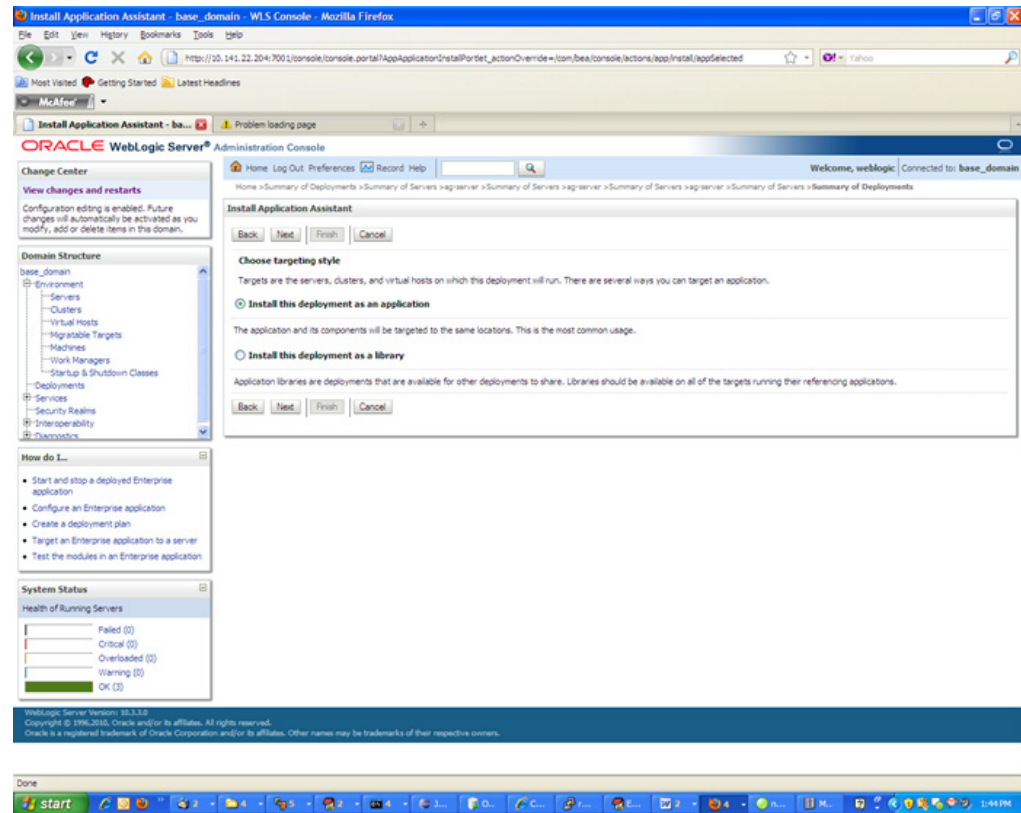 Install Application Assistant - base_domain - WLS Console - Mozilla Firefox
File Edit View History Bookmarks Tools Help
http://10.141.22.204:7001/console/console.portal?AppApplicationInstallPortlet_actionOverride=/com/bea/console/actions/app/install/appSelected
Yahoo
Most Visited Getting Started Latest Headlines
McAfee
Install Application Assistant - ba... Problem loading page
ORACLE WebLogic Server® Administration Console
Change Center
View changes and restarts
Configuration editing is enabled. Future
changes will automatically be activated as you
modify, add or delete items in this domain.
Domain Structure
base_domain
Environment
Servers
Clusters
Virtual Hosts
Migratable Targets
Machines
Work Managers
Startup & Shutdown Classes
Deployments
Services
Security Realms
Interoperability
Diagnostics
How do I...
Start and stop a deployed Enterprise
application
Configure an Enterprise application
Create a deployment plan
Target an Enterprise application to a server
Test the modules in an Enterprise application
System Status
Health of Running Servers
Failed (0)
Critical (0)
Overloaded (0)
Warning (0)
OK (3)
Home Log Out Preferences Record Help
Welcome, weblogic Connected to: base_domain
Home >Summary of Deployments >Summary of Servers >ag-server >Summary of Servers >ag-server >Summary of Servers >ag-server >Summary of Servers >Summary of Deployments
Install Application Assistant
Back Next Finish Cancel
Choose targeting style
Targets are the servers, clusters, and virtual hosts on which this deployment will run. There are several ways you can target an application.
Install this deployment as an application
The application and its components will be targeted to the same locations. This is the most common usage.
Install this deployment as a library
Application libraries are deployments that are available for other deployments to share. Libraries should be available on all of the targets running their referencing applications.
Back Next Finish Cancel
WebLogic Server Version: 10.3.3.0
Copyright © 1996,2010, Oracle and/or its affiliates. All rights reserved.
Oracle is a registered trademark of Oracle Corporation and/or its affiliates. Other names may be trademarks of their respective owners.
Done
start 2 4 5 2 4 J... O... C... r... E... 2 4 n... M... 1:44 PM